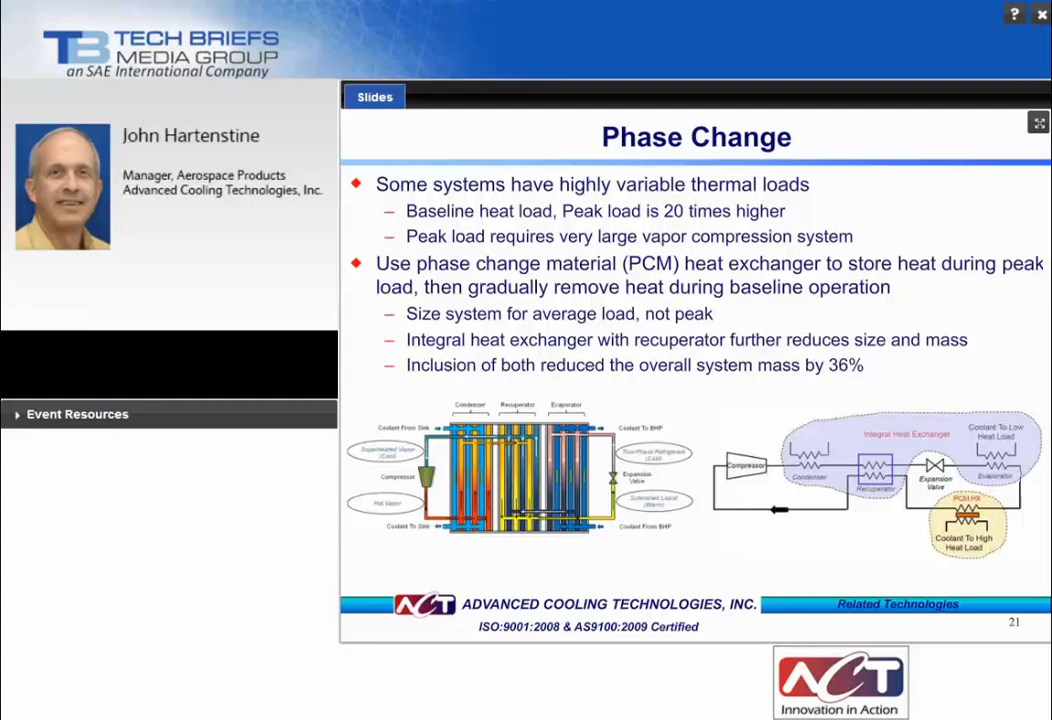 TB TECH BRIEFS
MEDIA GROUP
an SAE International Company
? ×
John Hartenstine
Manager, Aerospace Products
Advanced Cooling Technologies, Inc.
Event Resources
Slides
Phase Change
Some systems have highly variable thermal loads
– Baseline heat load, Peak load is 20 times higher
– Peak load requires very large vapor compression system
Use phase change material (PCM) heat exchanger to store heat during peak
load, then gradually remove heat during baseline operation
– Size system for average load, not peak
– Integral heat exchanger with recuperator further reduces size and mass
– Inclusion of both reduced the overall system mass by 36%
Condenser Recuperator Evaporator
Coolant From Sink
Coolant To BHP
Superheated Vapor
(Cold)
Two-Phase Refrigerant
(Cold)
Compressor
Expansion
Valve
Hot Vapor
Subcooled Liquid
(Warm)
Coolant To Sink
Coolant From BHP
Integral Heat Exchanger
Coolant To Low
Heat Load
Compressor
Condenser
Recuperator
Expansion
Valve
Evaporator
PCM HX
Coolant To High
Heat Load
ACT ADVANCED COOLING TECHNOLOGIES, INC.
Related Technologies
ISO:9001:2008 & AS9100:2009 Certified
21
ACT
Innovation in Action